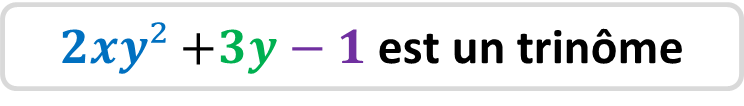 2xy² +3y − 1 est un trinôme